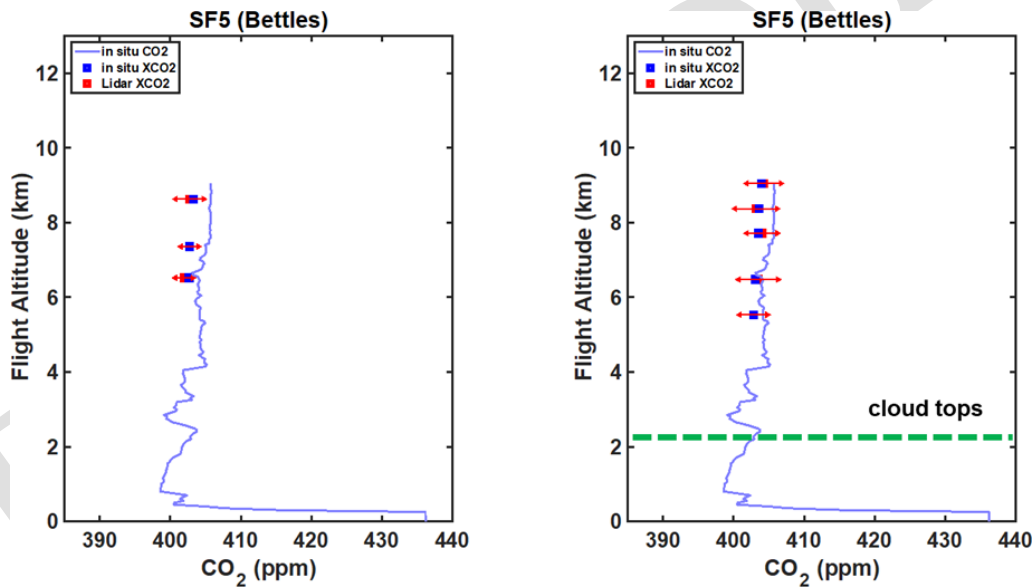 SF5 (Bettles)
in situ CO2
in situ XCO2
Lidar XCO2
12
10
8
6
4
2
0
Flight Altitude (km)
390 400 410 420 430 440
CO2 (ppm)
SF5 (Bettles)
in situ CO2
in situ XCO2
Lidar XCO2
12
10
8
6
4
2
0
Flight Altitude (km)
cloud tops
390 400 410 420 430 440
CO2 (ppm)